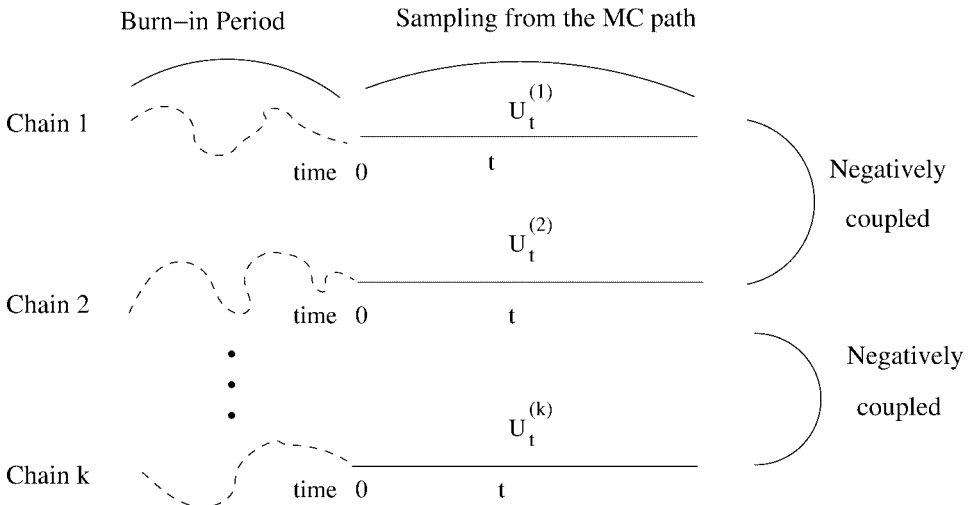 Burn-in Period
Sampling from the MC path
Chain 1
U_t^(1)
time 0
t
Negatively
coupled
Chain 2
U_t^(2)
time 0
t
Negatively
coupled
Chain k
U_t^(k)
time 0
t